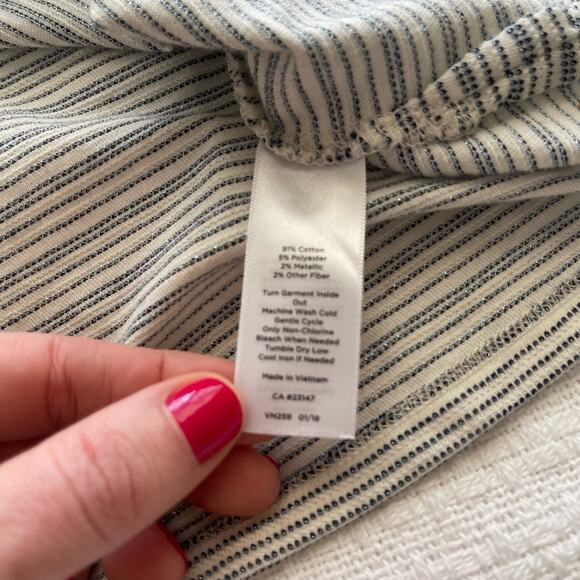 91% Cotton
5% Polyester
2% Metallic
2% Other Fiber
Turn Garment Inside
Out
Machine Wash Cold
Gentle Cycle
Only Non-Chlorine
Bleach When Needed
Tumble Dry Low
Cool Iron if Needed
Made in Vietnam
CA #23147
VN259 01/18